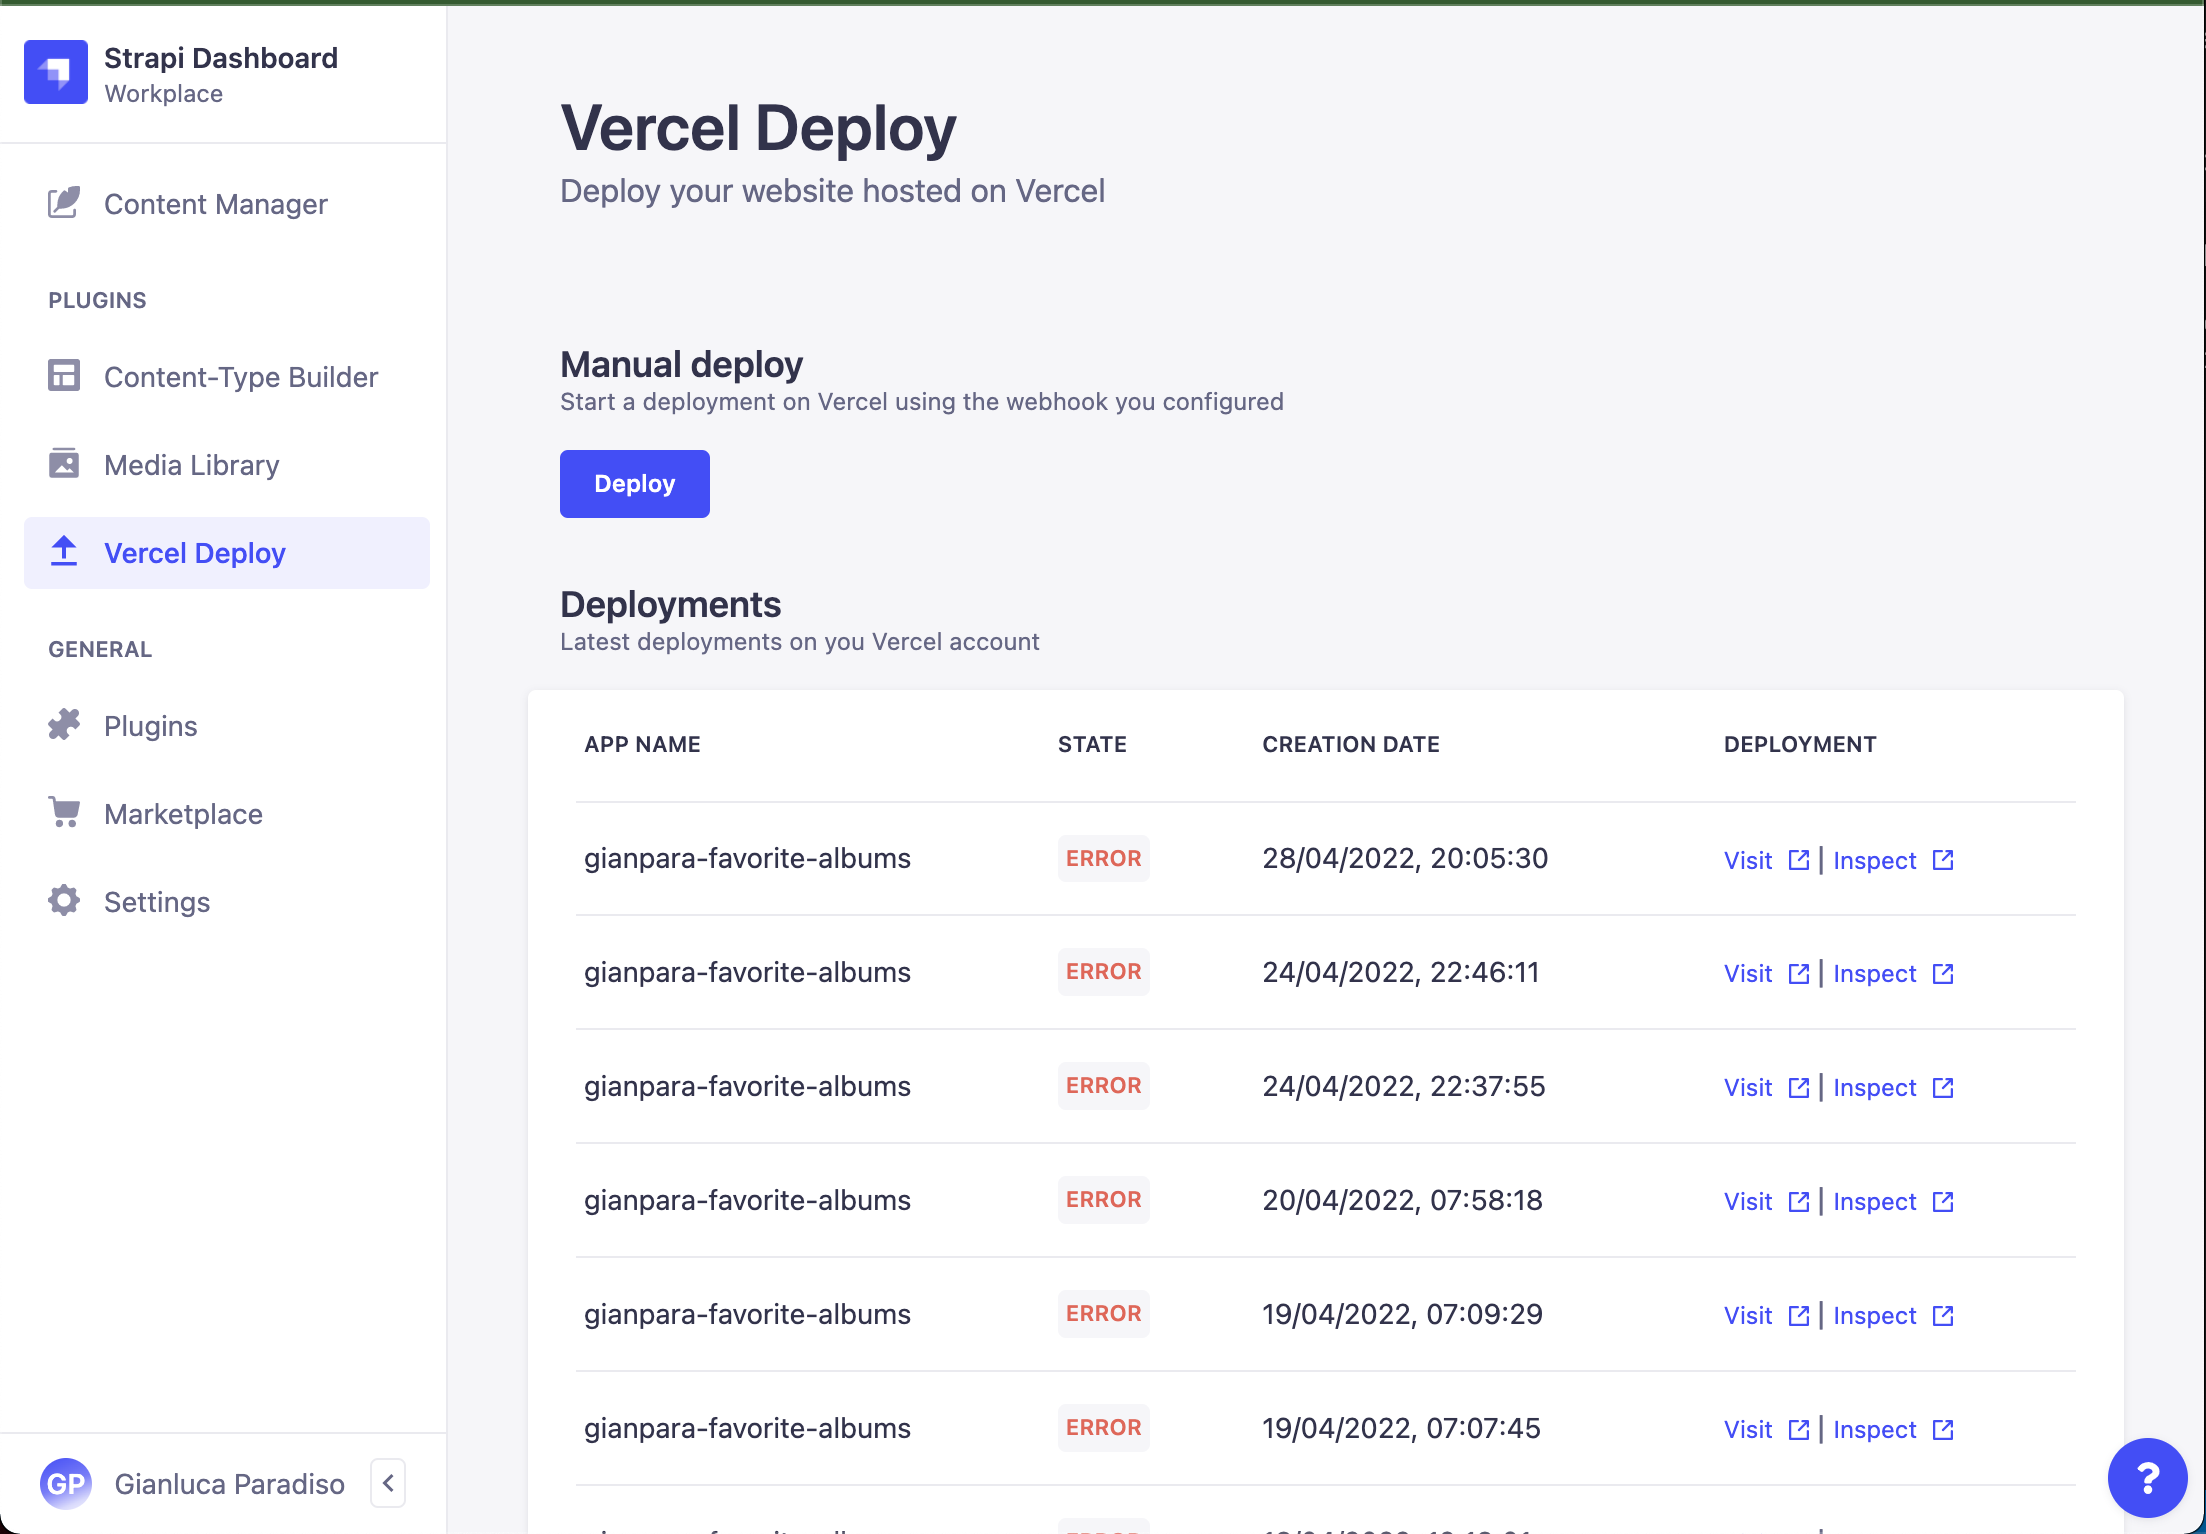 Strapi Dashboard
Workplace
Content Manager
PLUGINS
Content-Type Builder
Media Library
Vercel Deploy
GENERAL
Plugins
Marketplace
Settings
GP Gianluca Paradiso
Vercel Deploy
Deploy your website hosted on Vercel
Manual deploy
Start a deployment on Vercel using the webhook you configured
Deploy
Deployments
Latest deployments on you Vercel account
APP NAME STATE CREATION DATE DEPLOYMENT
gianpara-favorite-albums ERROR 28/04/2022, 20:05:30 Visit | Inspect
gianpara-favorite-albums ERROR 24/04/2022, 22:46:11 Visit | Inspect
gianpara-favorite-albums ERROR 24/04/2022, 22:37:55 Visit | Inspect
gianpara-favorite-albums ERROR 20/04/2022, 07:58:18 Visit | Inspect
gianpara-favorite-albums ERROR 19/04/2022, 07:09:29 Visit | Inspect
gianpara-favorite-albums ERROR 19/04/2022, 07:07:45 Visit | Inspect
?